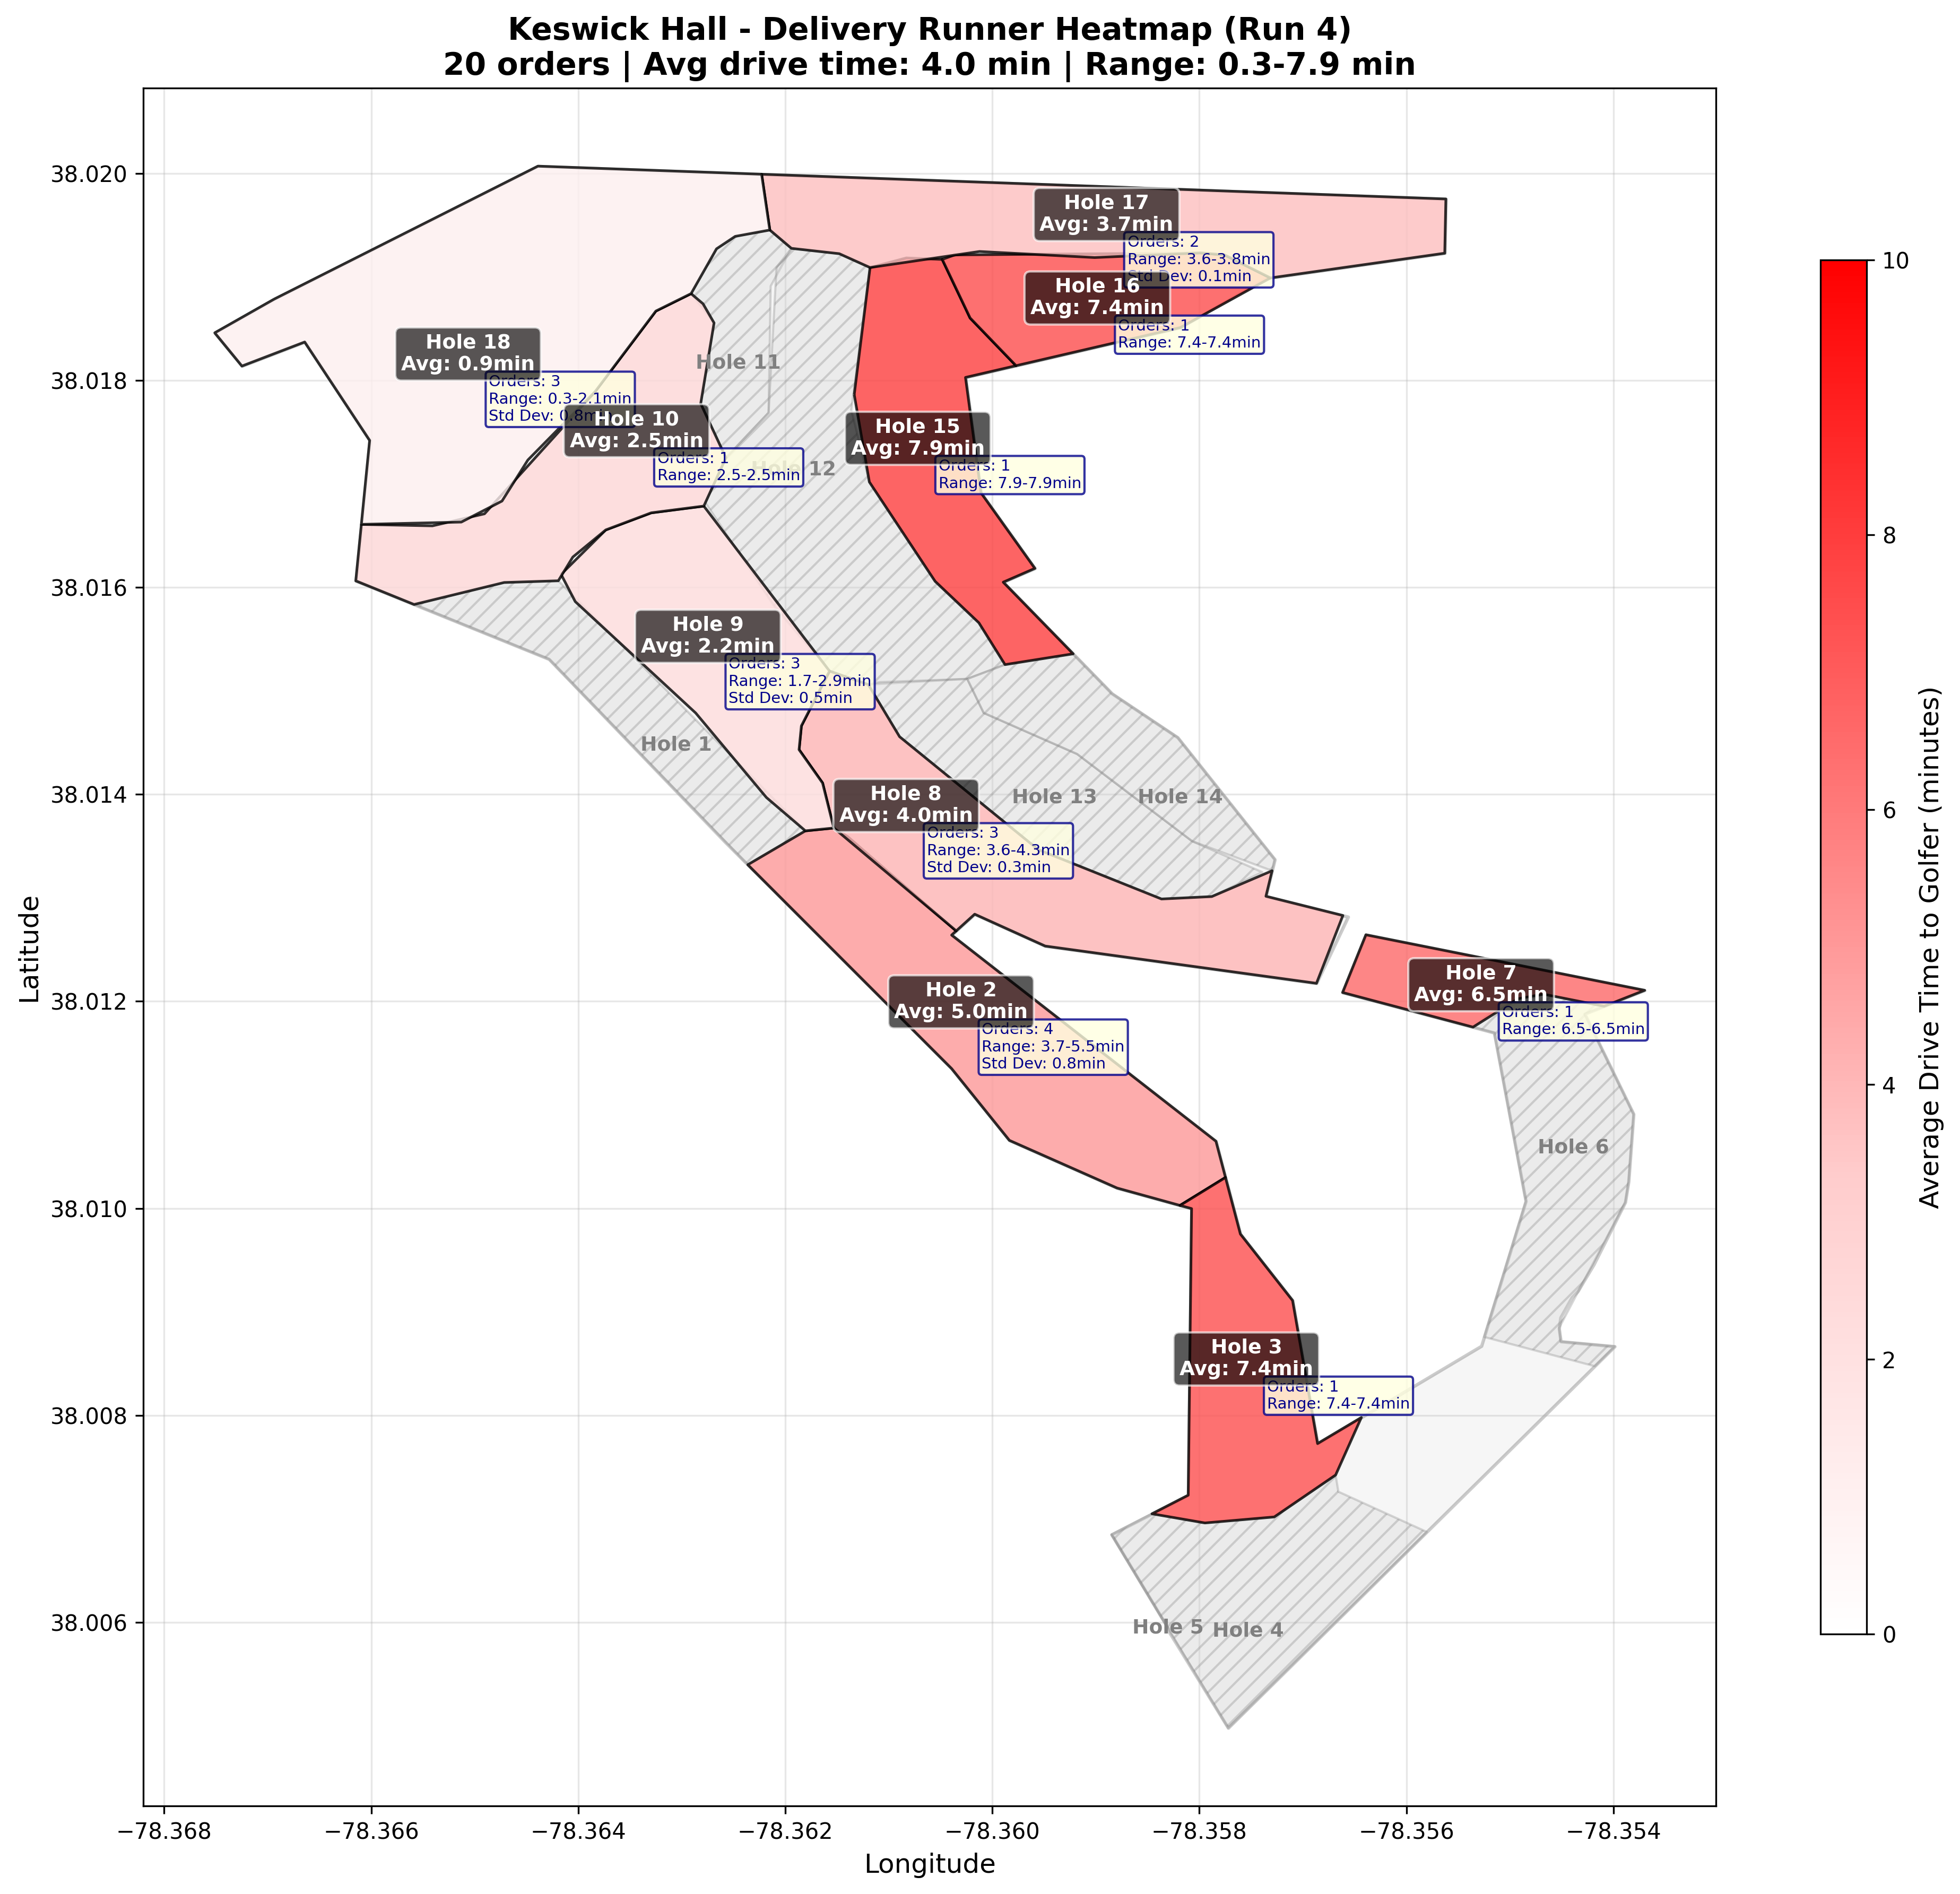 Keswick Hall - Delivery Runner Heatmap (Run 4)
20 orders | Avg drive time: 4.0 min | Range: 0.3-7.9 min
Latitude
38.020
38.018
38.016
38.014
38.012
38.010
38.008
38.006
Hole 17
Avg: 3.7min
Orders: 2
Range: 3.6-3.8min
Std Dev: 0.1min
Hole 16
Avg: 7.4min
Orders: 1
Range: 7.4-7.4min
Hole 18
Avg: 0.9min
Orders: 3
Range: 0.3-2.1min
Std Dev: 0.8min
Hole 11
Hole 10
Avg: 2.5min
Orders: 1
Range: 2.5-2.5min
Hole 12
Hole 15
Avg: 7.9min
Orders: 1
Range: 7.9-7.9min
Hole 9
Avg: 2.2min
Orders: 3
Range: 1.7-2.9min
Std Dev: 0.5min
Hole 1
Hole 8
Avg: 4.0min
Orders: 3
Range: 3.6-4.3min
Std Dev: 0.3min
Hole 13
Hole 14
Hole 2
Avg: 5.0min
Orders: 4
Range: 3.7-5.5min
Std Dev: 0.8min
Hole 7
Avg: 6.5min
Orders: 1
Range: 6.5-6.5min
Hole 6
Hole 3
Avg: 7.4min
Orders: 1
Range: 7.4-7.4min
Hole 5
Hole 4
−78.368
−78.366
−78.364
−78.362
−78.360
−78.358
−78.356
−78.354
Longitude
10
8
6
4
2
0
Average Drive Time to Golfer (minutes)